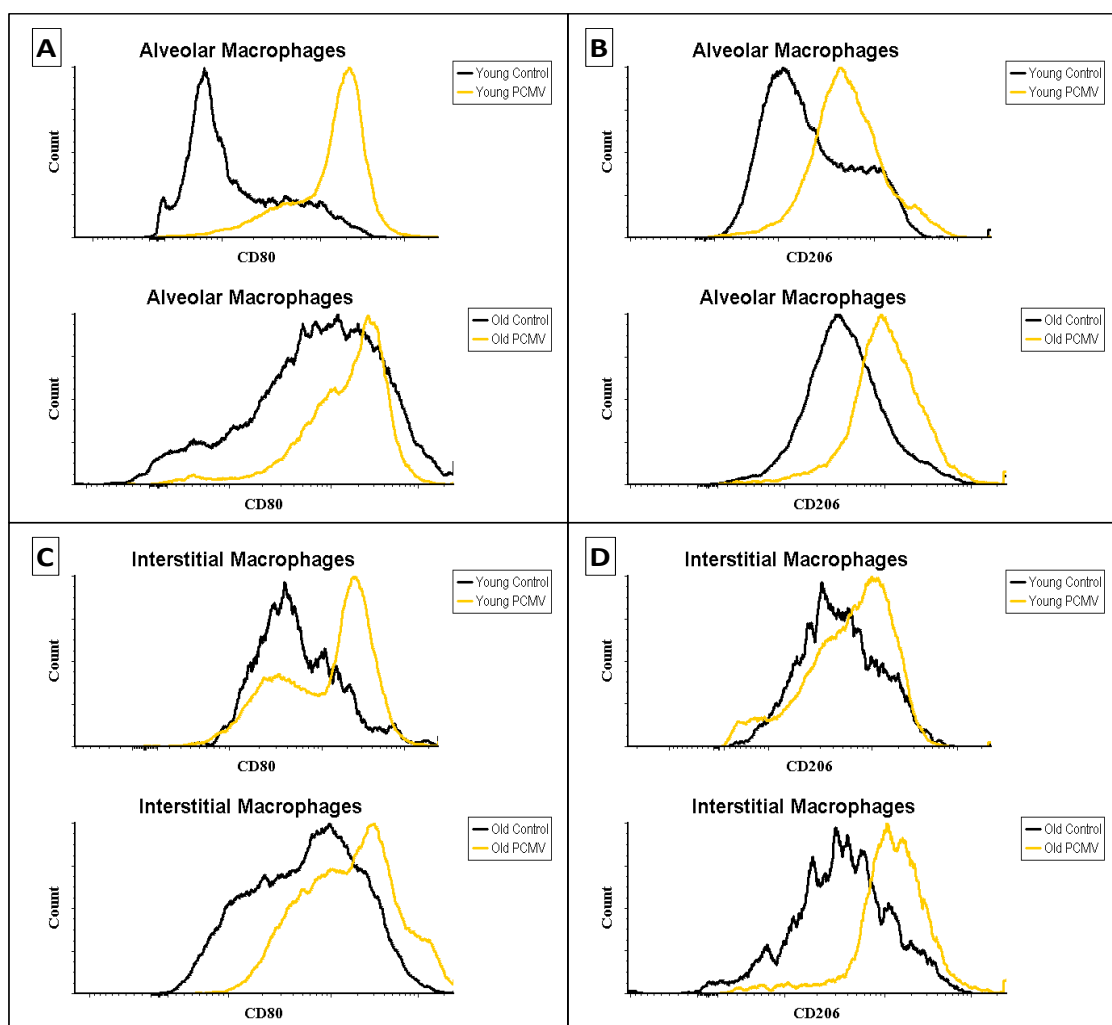 A
Alveolar Macrophages
Young Control
Young PCMV
Count
CD80
Alveolar Macrophages
Old Control
Old PCMV
Count
CD80
B
Alveolar Macrophages
Young Control
Young PCMV
Count
CD206
Alveolar Macrophages
Old Control
Old PCMV
Count
CD206
C
Interstitial Macrophages
Young Control
Young PCMV
Count
CD80
Interstitial Macrophages
Old Control
Old PCMV
Count
CD80
D
Interstitial Macrophages
Young Control
Young PCMV
Count
CD206
Interstitial Macrophages
Old Control
Old PCMV
Count
CD206